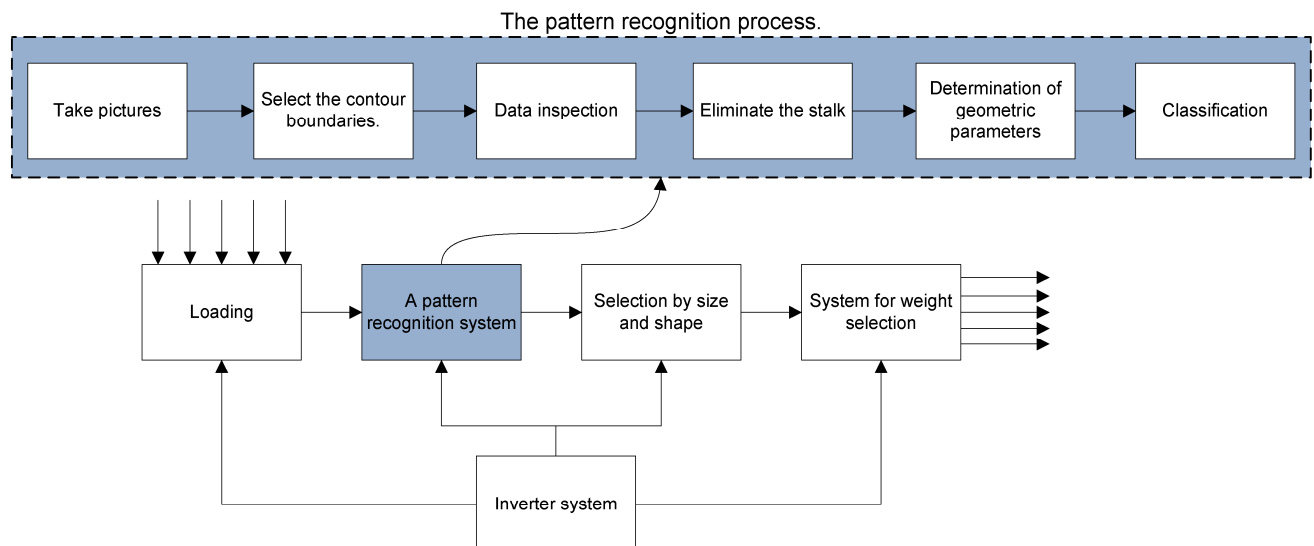 The pattern recognition process.
Take pictures
Select the contour
boundaries.
Data inspection
Eliminate the stalk
Determination of
geometric
parameters
Classification
Loading
A pattern
recognition system
Selection by size
and shape
System for weight
selection
Inverter system